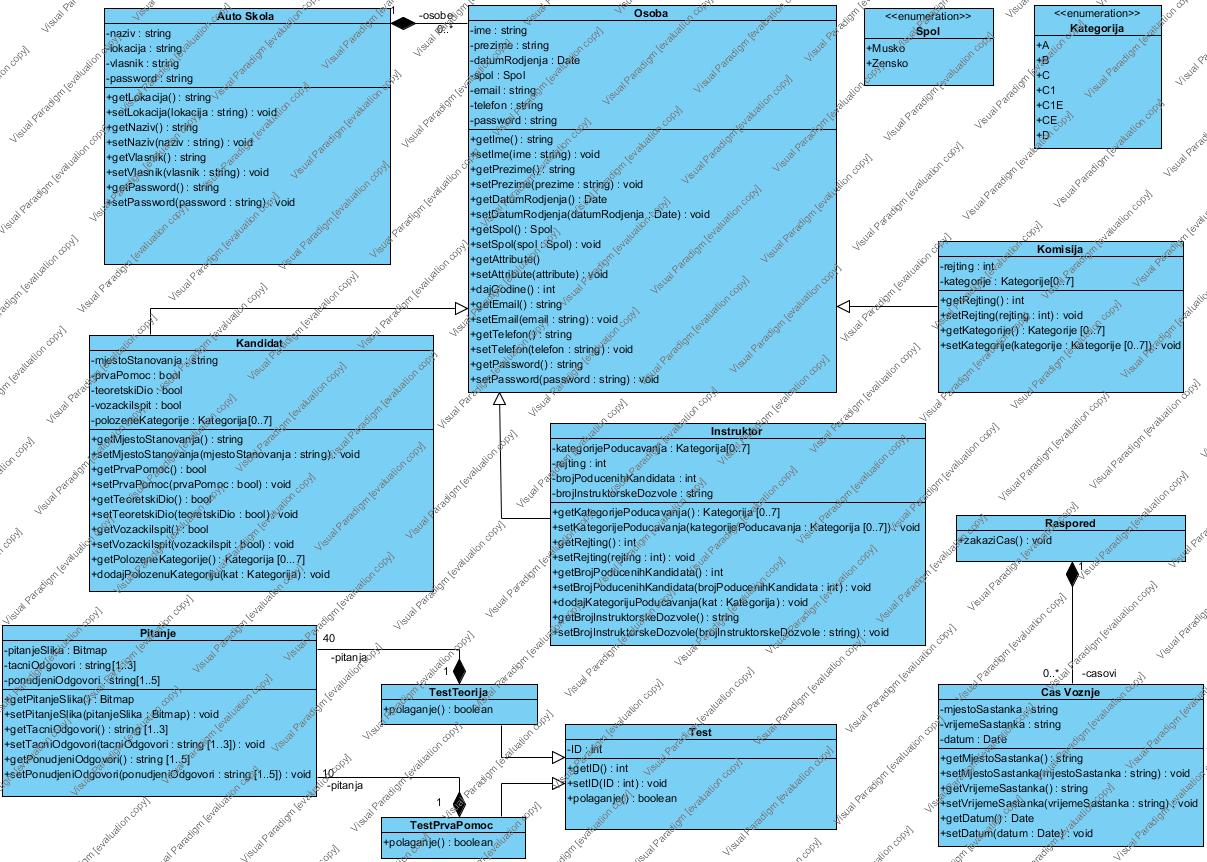 Auto Skola
-naziv : string
-lokacija : string
-vlasnik : string
-password : string
+getLokacija() : string
+setLokacija(lokacija : string) : void
+getNaziv() : string
+setNaziv(naziv : string) : void
+getVlasnik() : string
+setVlasnik(vlasnik : string) : void
+getPassword() : string
+setPassword(password : string) : void
1
-osobe
0..*
Osoba
-ime : string
-prezime : string
-datumRodjenja : Date
-spol : Spol
-email : string
-telefon : string
-password : string
+getIme() : string
+setIme(ime : string) : void
+getPrezime() : string
+setPrezime(prezime : string) : void
+getDatumRodjenja() : Date
+setDatumRodjenja(datumRodjenja : Date) : void
+getSpol() : Spol
+setSpol(spol : Spol) : void
+getAttribute()
+setAttribute(attribute) : void
+dajGodine() : int
+getEmail() : string
+setEmail(email : string) : void
+getTelefon() : string
+setTelefon(telefon : string) : void
+getPassword() : string
+setPassword(password : string) : void
<<enumeration>>
Spol
+Musko
+Zensko
<<enumeration>>
Kategorija
+A
+B
+C
+C1
+C1E
+CE
+D
Komisija
-rejting : int
-kategorije : Kategorije[0..7]
+getRejting() : int
+setRejting(rejting : int) : void
+getKategorije() : Kategorije [0..7]
+setKategorije(kategorije : Kategorije [0..7]) : void
Kandidat
-mjestoStanovanja : string
-prvaPomoc : bool
-teoretskiDio : bool
-vozackiIspit : bool
-polozeneKategorije : Kategorija[0..7]
+getMjestoStanovanja() : string
+setMjestoStanovanja(mjestoStanovanja : string) : void
+getPrvaPomoc() : bool
+setPrvaPomoc(prvaPomoc : bool) : void
+getTeoretskiDio() : bool
+setTeoretskiDio(teoretskiDio : bool) : void
+getVozackiIspit() : bool
+setVozackiIspit(vozackiIspit : bool) : void
+getPolozeneKategorije() : Kategorija [0..7]
+dodajPolozenuKategoriju(kat : Kategorija) : void
Instruktor
-kategorijePoducavanja : Kategorija[0..7]
-rejting : int
-brojPoducenihKandidata : int
-brojInstruktorskeDozvole : string
+getKategorijePoducavanja() : Kategorija [0..7]
+setKategorijePoducavanja(kategorijePoducavanja : Kategorija [0..7]) : void
+getRejting() : int
+setRejting(rejting : int) : void
+getBrojPoducenihKandidata() : int
+setBrojPoducenihKandidata(brojPoducenihKandidata : int) : void
+dodajKategorijuPoducavanja(kat : Kategorija) : void
+getBrojInstruktorskeDozvole() : string
+setBrojInstruktorskeDozvole(brojInstruktorskeDozvole : string) : void
Raspored
+zakaziCas() : void
1
0..*
-casovi
Cas Voznje
-mjestoSastanka : string
-vrijemeSastanka : string
-datum : Date
+getMjestoSastanka() : string
+setMjestoSastanka(mjestoSastanka : string) : void
+getVrijemeSastanka() : string
+setVrijemeSastanka(vrijemeSastanka : string) : void
+getDatum() : Date
+setDatum(datum : Date) : void
Pitanje
-pitanjeSlika : Bitmap
-tacniOdgovori : string[1..3]
-ponudjeniOdgovori : string[1..5]
+getPitanjeSlika() : Bitmap
+setPitanjeSlika(pitanjeSlika : Bitmap) : void
+getTacniOdgovori() : string [1..3]
+setTacniOdgovori(tacniOdgovori : string [1..3]) : void
+getPonudjeniOdgovori() : string [1..5]
+setPonudjeniOdgovori(ponudjeniOdgovori : string [1..5]) : void
40
-pitanja
1
TestTeorija
+polaganje() : boolean
10
-pitanja
1
TestPrvaPomoc
+polaganje() : boolean
Test
-ID : int
+getID() : int
+setID(ID : int) : void
+polaganje() : boolean
Visual Paradigm [evaluation copy]